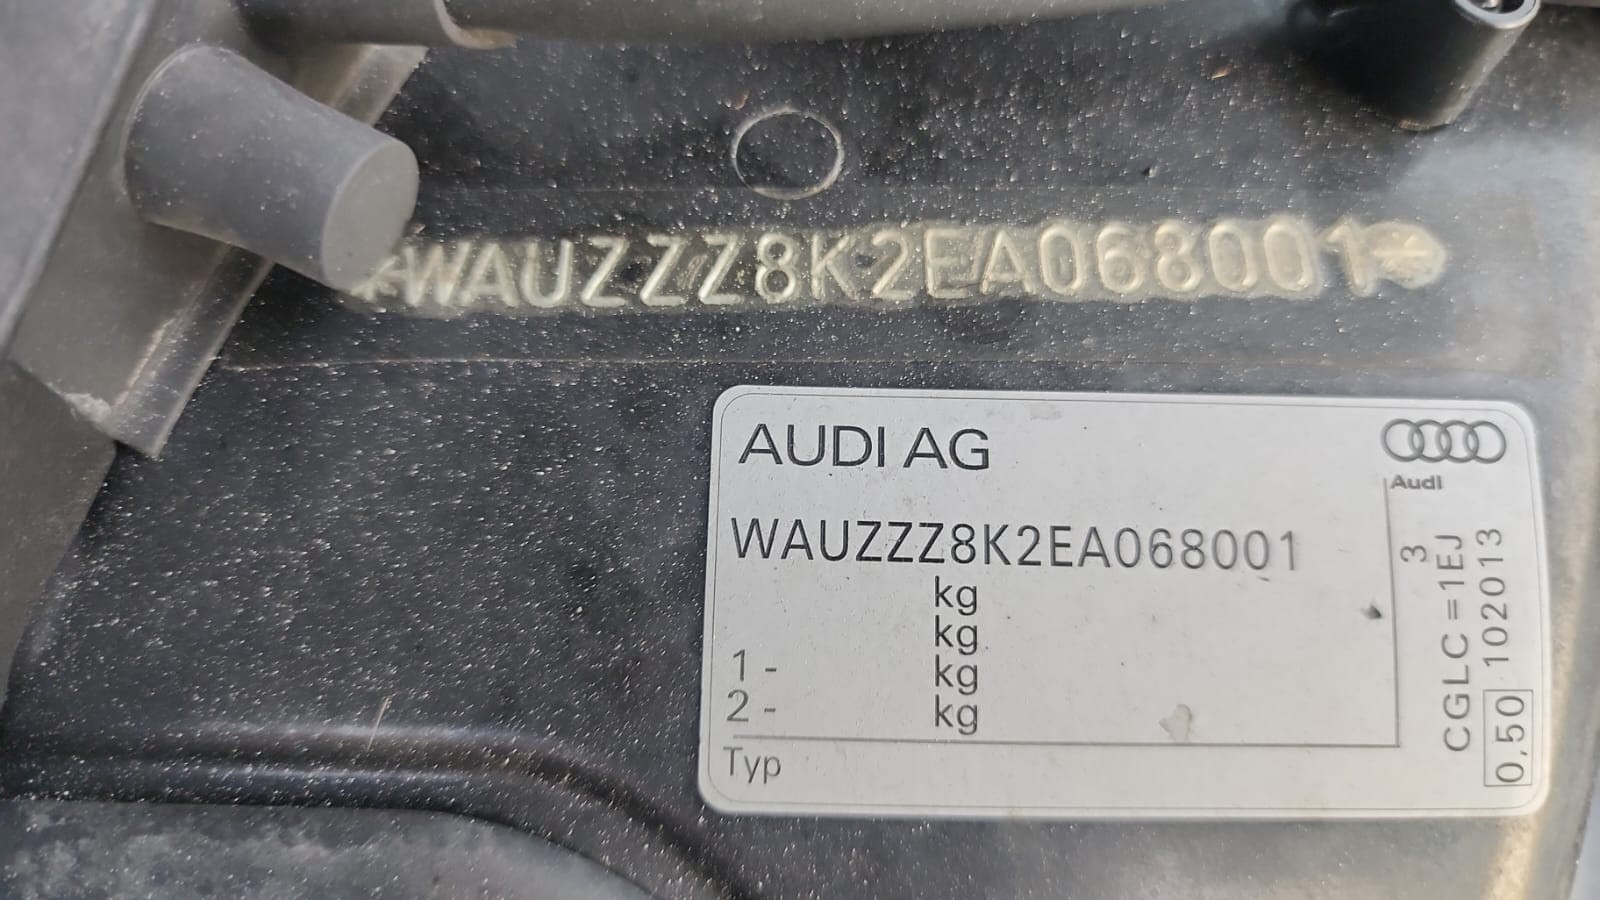 *WAUZZZ8K2EA068001*
AUDI AG
Audi
WAUZZZ8K2EA068001
kg
kg
1 - kg
2 - kg
Typ
3
CGLC =1EJ
0,50 102013